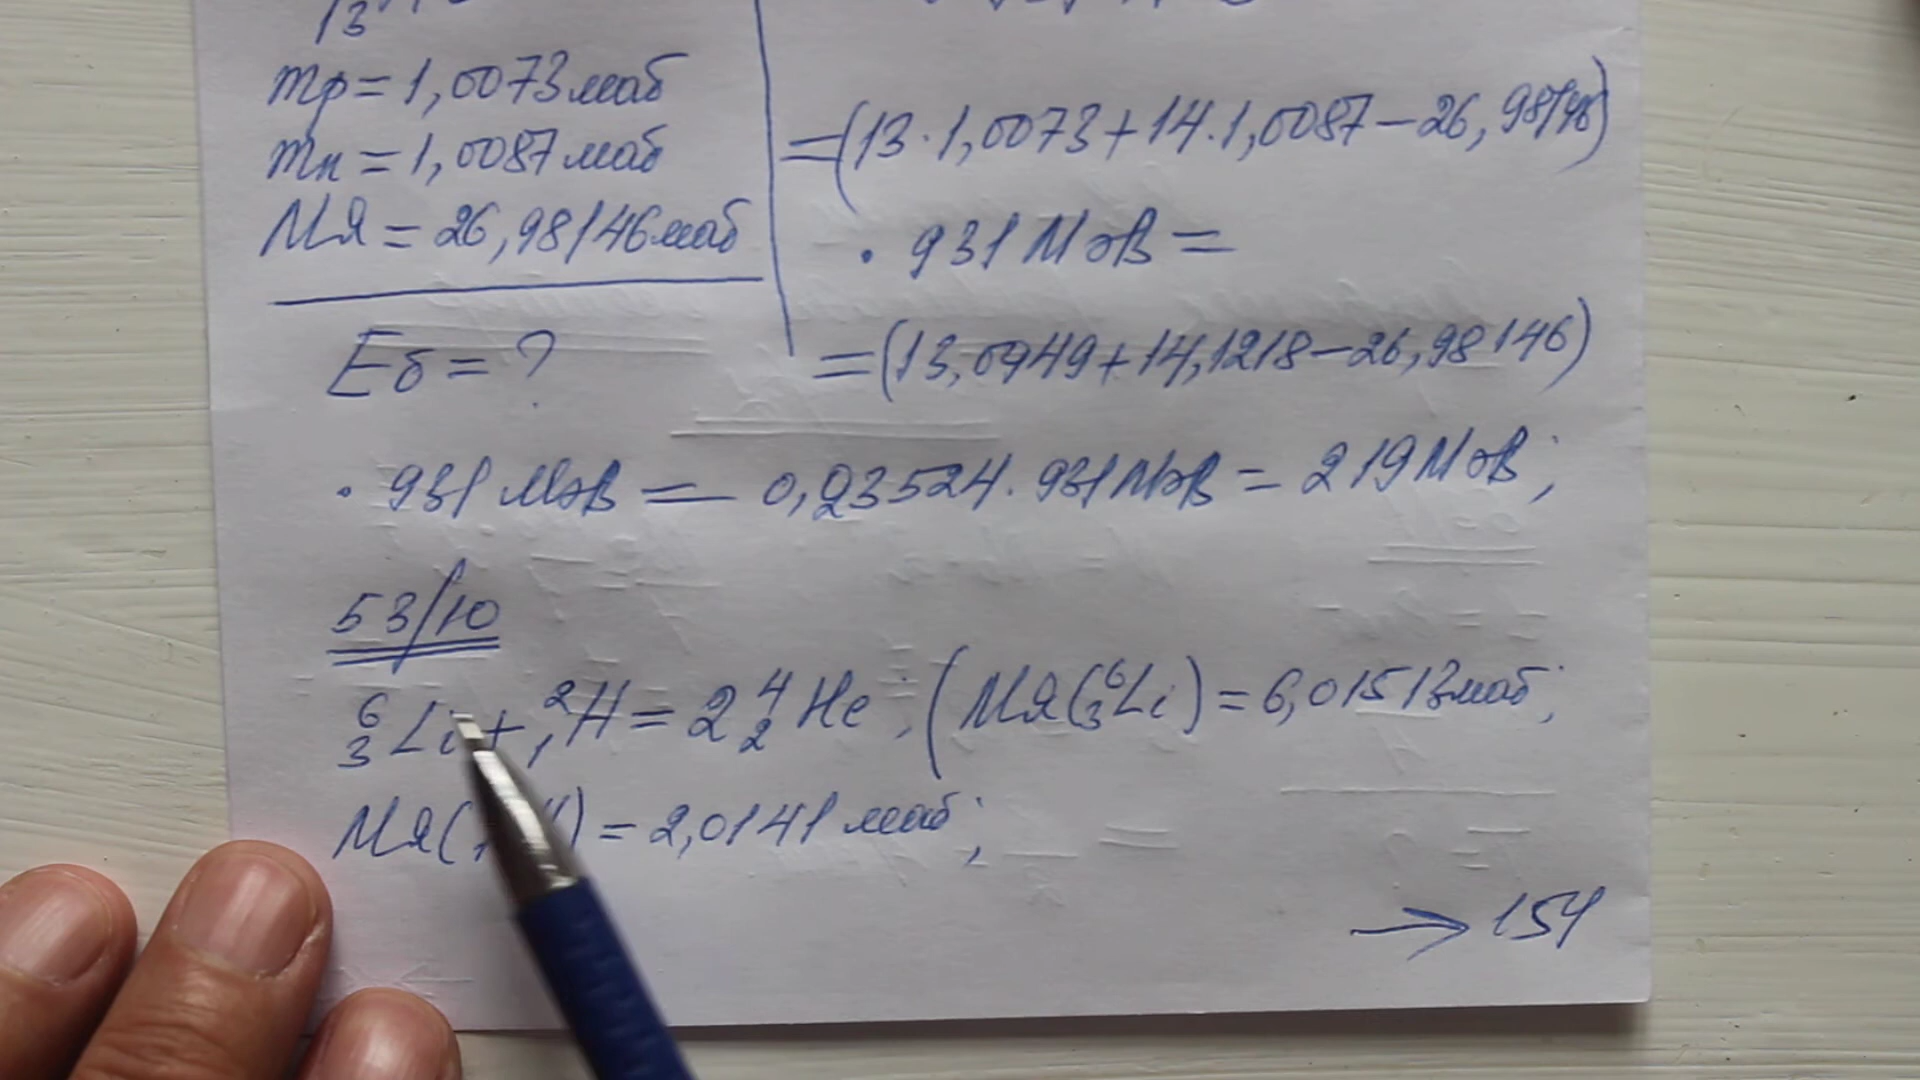 13
mp = 1,0073 маб
mn = 1,0087 маб
МЯ = 26,98146 маб
Eб = ?
= (13 · 1,0073 + 14 · 1,0087 − 26,98146)
· 931 МэВ =
= (13,0949 + 14,1218 − 26,98146)
· 931 МэВ = 0,23524 · 931 МэВ = 219 МэВ;
53/10
⁶₃Li + ²₁H = 2 ⁴₂He; (МЯ(⁶₃Li) = 6,01513 маб;
МЯ( ) = 2,0141 маб;
→ 154